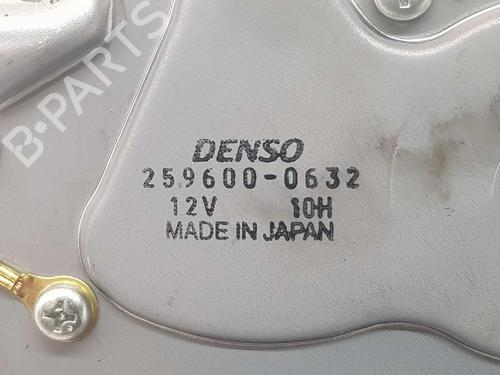 B-PARTS
DENSO
259600-0632
12V 10H
MADE IN JAPAN